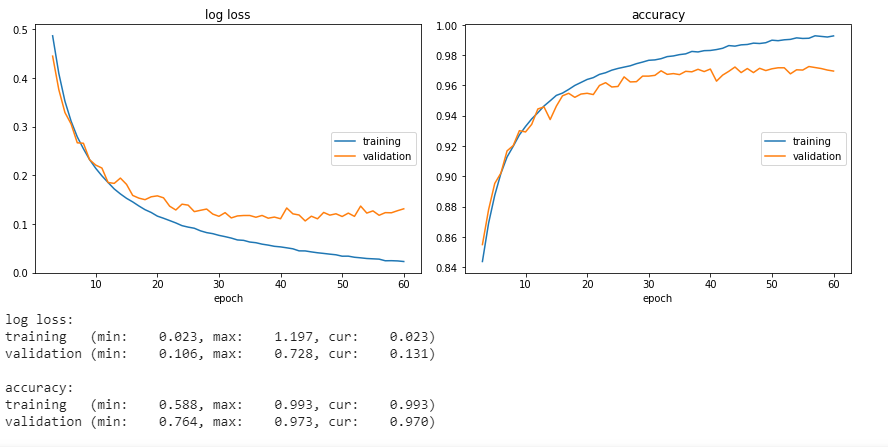 log loss
0.5
0.4
0.3
0.2
0.1
0.0
training
validation
10 20 30 40 50 60
epoch
accuracy
1.00
0.98
0.96
0.94
0.92
0.90
0.88
0.86
0.84
training
validation
10 20 30 40 50 60
epoch
log loss:
training   (min:    0.023, max:    1.197, cur:    0.023)
validation (min:    0.106, max:    0.728, cur:    0.131)
accuracy:
training   (min:    0.588, max:    0.993, cur:    0.993)
validation (min:    0.764, max:    0.973, cur:    0.970)